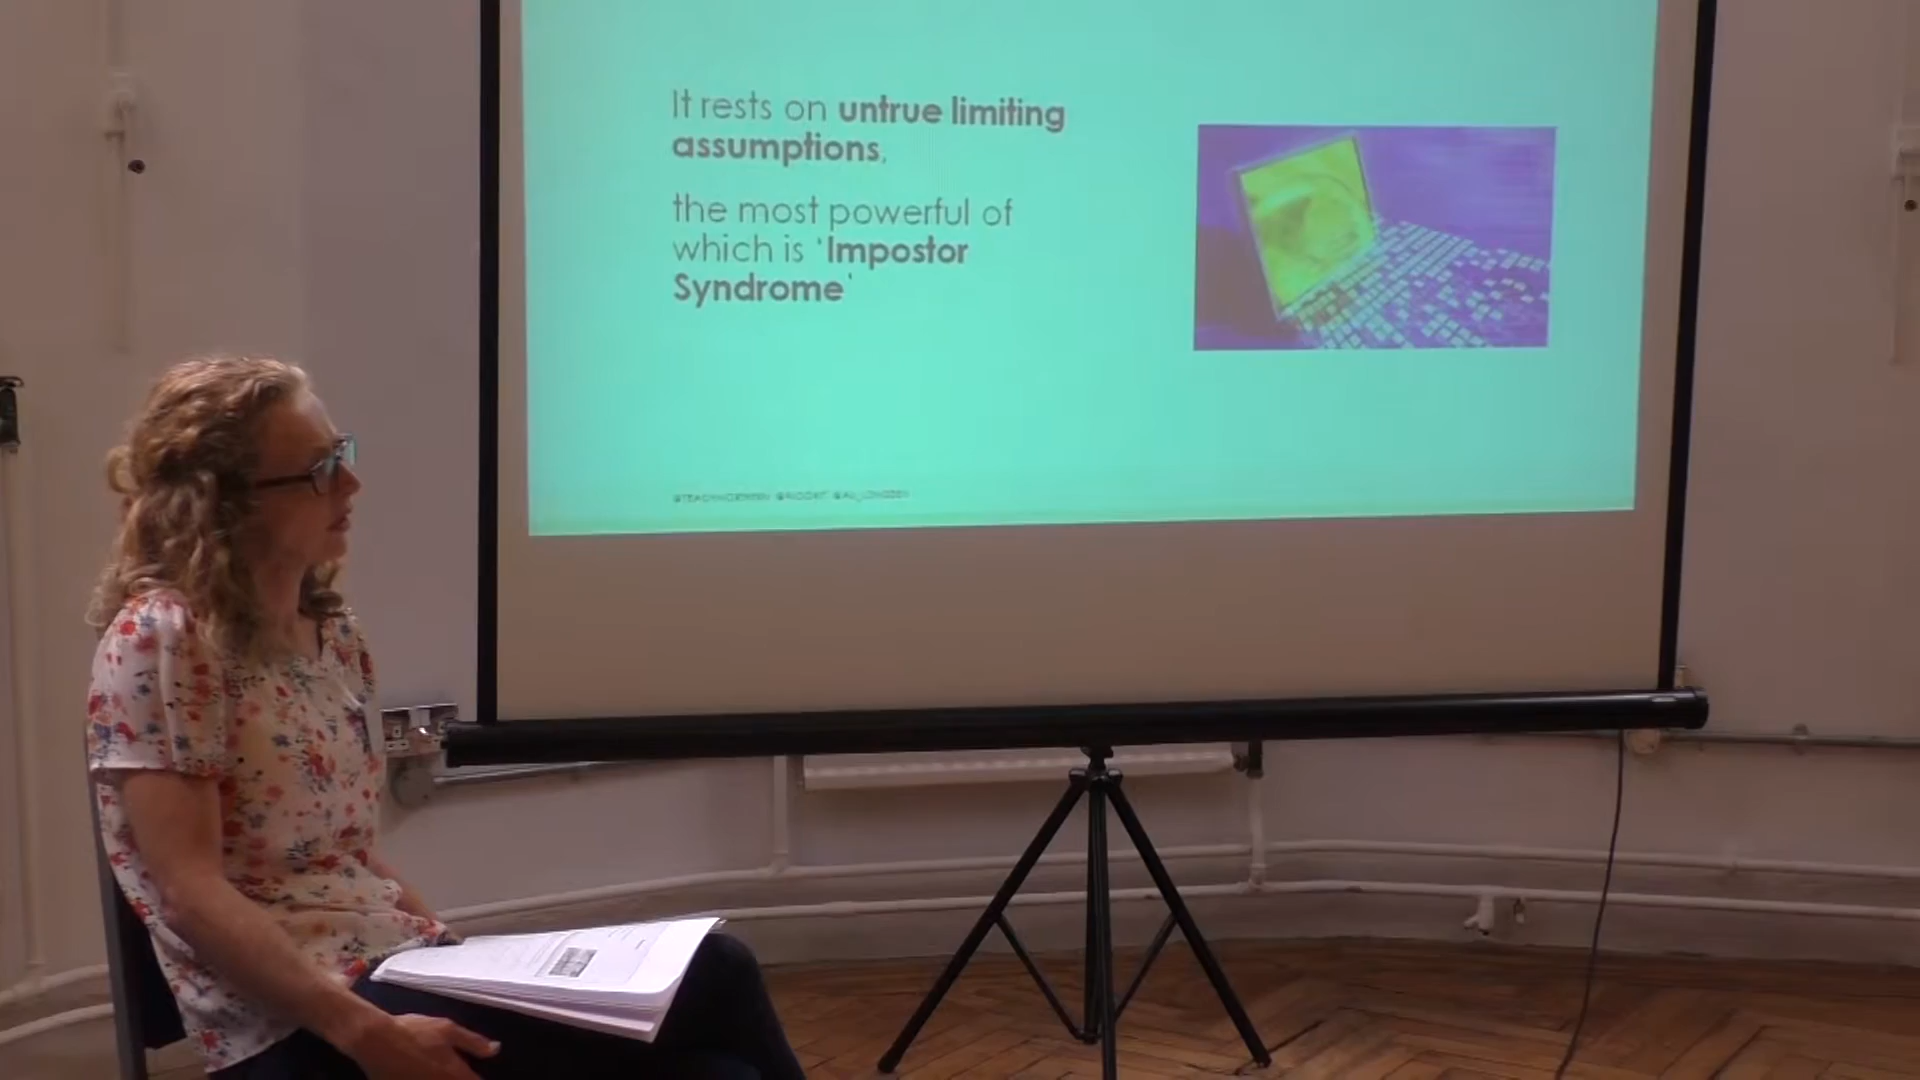 It rests on untrue limiting
assumptions,
the most powerful of
which is ‘Impostor
Syndrome‘